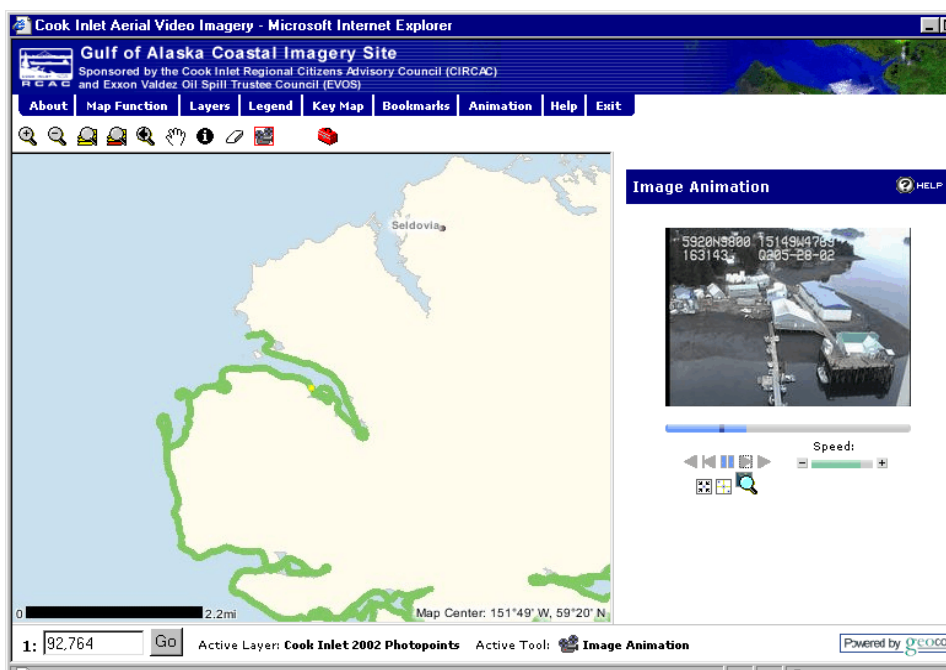 Cook Inlet Aerial Video Imagery - Microsoft Internet Explorer
Gulf of Alaska Coastal Imagery Site
Sponsored by the Cook Inlet Regional Citizens Advisory Council (CIRCAC)
and Exxon Valdez Oil Spill Trustee Council (EVOS)
RCAC
About Map Function Layers Legend Key Map Bookmarks Animation Help Exit
Image Animation
HELP
Seldovia
5920N9800 15149W4789
163143 Q205-28-02
Speed:
0 2.2mi
Map Center: 151°49' W, 59°20' N
1: 92,764 Go Active Layer: Cook Inlet 2002 Photopoints Active Tool: Image Animation
Powered by geoco